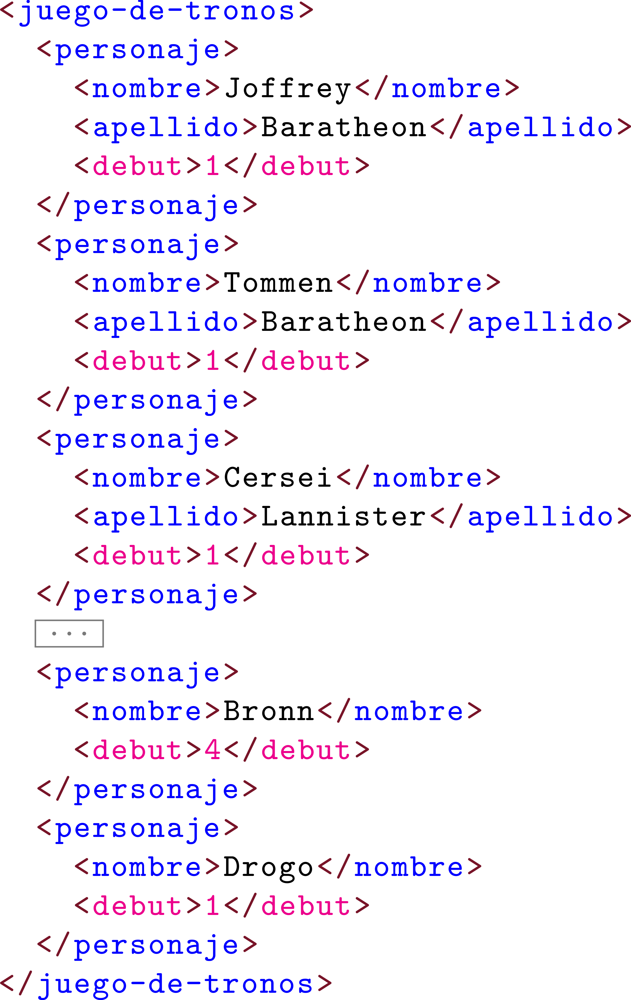 <juego-de-tronos>
<personaje>
<nombre>Joffrey</nombre>
<apellido>Baratheon</apellido>
<debut>1</debut>
</personaje>
<personaje>
<nombre>Tommen</nombre>
<apellido>Baratheon</apellido>
<debut>1</debut>
</personaje>
<personaje>
<nombre>Cersei</nombre>
<apellido>Lannister</apellido>
<debut>1</debut>
</personaje>
...
<personaje>
<nombre>Bronn</nombre>
<debut>4</debut>
</personaje>
<personaje>
<nombre>Drogo</nombre>
<debut>1</debut>
</personaje>
</juego-de-tronos>